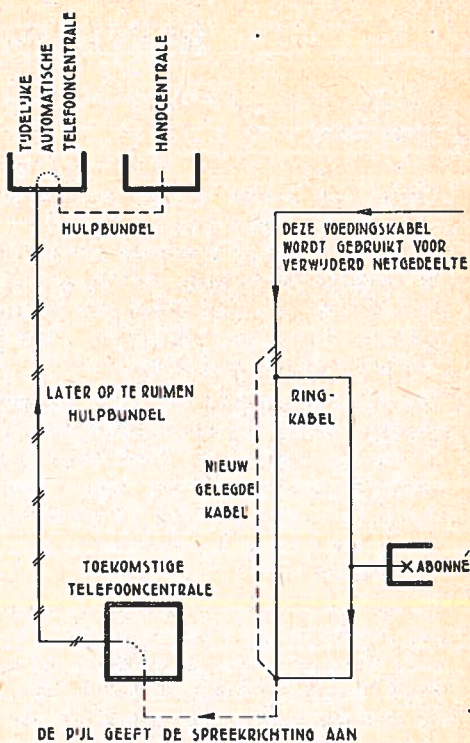 TIJDELIJKE
AUTOMATISCHE
TELEFOONCENTRALE
HANDCENTRALE
HULPBUNDEL
DEZE VOEDINGSKABEL
WORDT GEBRUIKT VOOR
VERWIJDERD NETGEDEELTE
LATER OP TE RUIMEN
HULPBUNDEL
RING-
KABEL
NIEUW
GELEGDE
KABEL
ABONNÉ
TOEKOMSTIGE
TELEFOONCENTRALE
DE PIJL GEEFT DE SPREEKRICHTING AAN